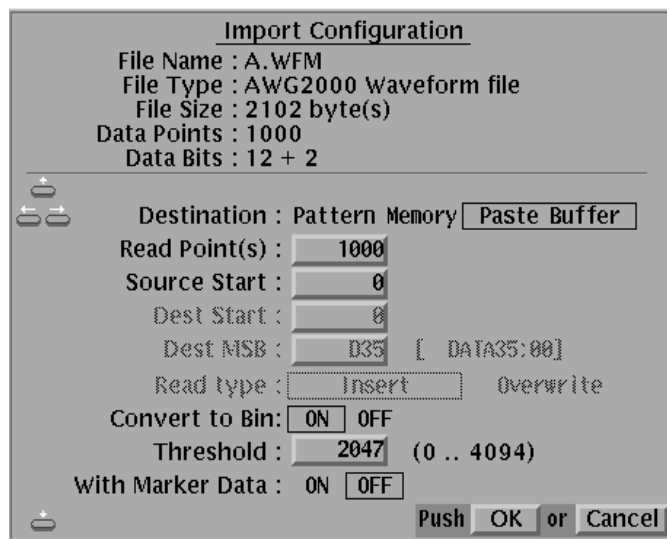 Import Configuration
File Name : A.WFM
File Type : AWG2000 Waveform file
File Size : 2102 byte(s)
Data Points : 1000
Data Bits : 12 + 2
Destination : Pattern Memory Paste Buffer
Read Point(s) : 1000
Source Start : 0
Dest Start : 0
Dest MSB : D35 [ DATA35:00]
Read type : Insert Overwrite
Convert to Bin: ON OFF
Threshold : 2047 (0 .. 4094)
With Marker Data : ON OFF
Push OK or Cancel